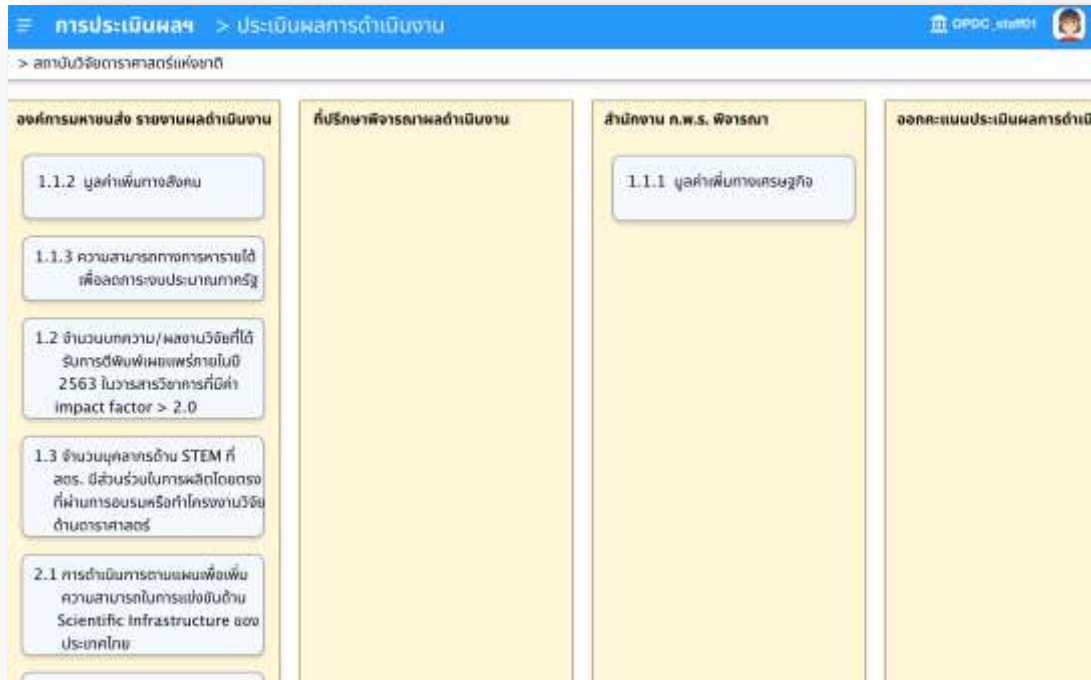 การประเมินผลฯ > ประเมินผลการดำเนินงาน
OPDC_staff01
> สถาบันวิจัยดาราศาสตร์แห่งชาติ
องค์การมหาชนส่ง รายงานผลดำเนินงาน
1.1.2 มูลค่าเพิ่มทางสังคม
1.1.3 ความสามารถทางการหารายได้
เพื่อลดภาระงบประมาณภาครัฐ
1.2 จำนวนบทความ/ผลงานวิจัยที่ได้
รับการตีพิมพ์เผยแพร่ภายในปี
2563 ในวารสารวิชาการที่มีค่า
impact factor > 2.0
1.3 จำนวนบุคลากรด้าน STEM ที่
สดร. มีส่วนร่วมในการผลิตโดยตรง
ที่ผ่านการอบรมหรือทำโครงงานวิจัย
ด้านดาราศาสตร์
2.1 การดำเนินการตามแผนเพื่อเพิ่ม
ความสามารถในการแข่งขันด้าน
Scientific Infrastructure ของ
ประเทศไทย
ที่ปรึกษาพิจารณาผลดำเนินงาน
สำนักงาน ก.พ.ร. พิจารณา
1.1.1 มูลค่าเพิ่มทางเศรษฐกิจ
ออกคะแนนประเมินผลการดำเนิ